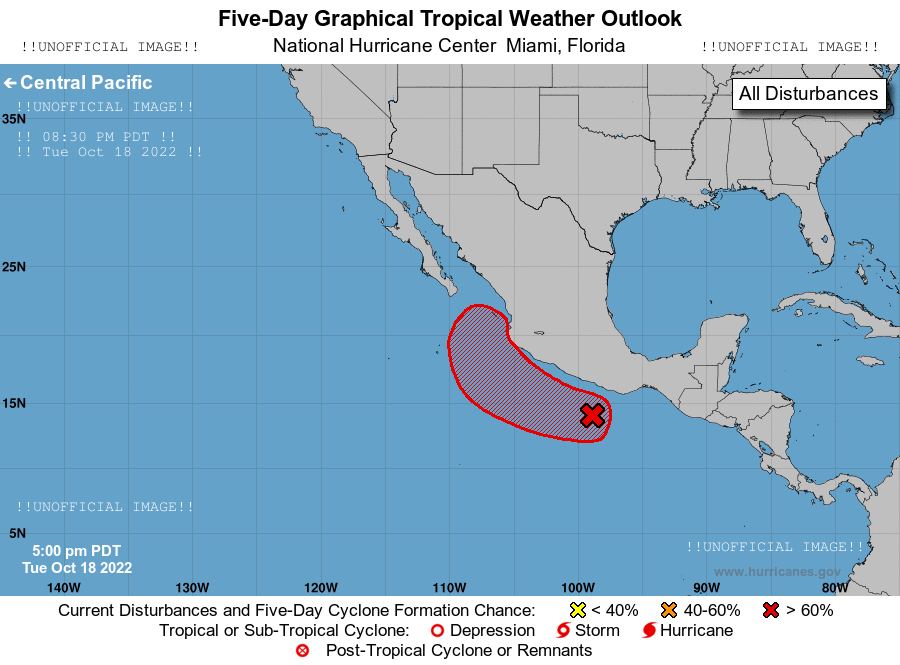 Five-Day Graphical Tropical Weather Outlook
!!UNOFFICIAL IMAGE!! National Hurricane Center Miami, Florida !!UNOFFICIAL IMAGE!!
Central Pacific
All Disturbances
!!UNOFFICIAL IMAGE!!
35N
!! 08:30 PM PDT !!
!! Tue Oct 18 2022 !!
25N
15N
!!UNOFFICIAL IMAGE!!
5N
5:00 pm PDT
!!UNOFFICIAL IMAGE!!
Tue Oct 18 2022
www.hurricanes.gov
140W 130W 120W 110W 100W 90W 80W
Current Disturbances and Five-Day Cyclone Formation Chance: < 40% 40-60% > 60%
Tropical or Sub-Tropical Cyclone: Depression Storm Hurricane
Post-Tropical Cyclone or Remnants